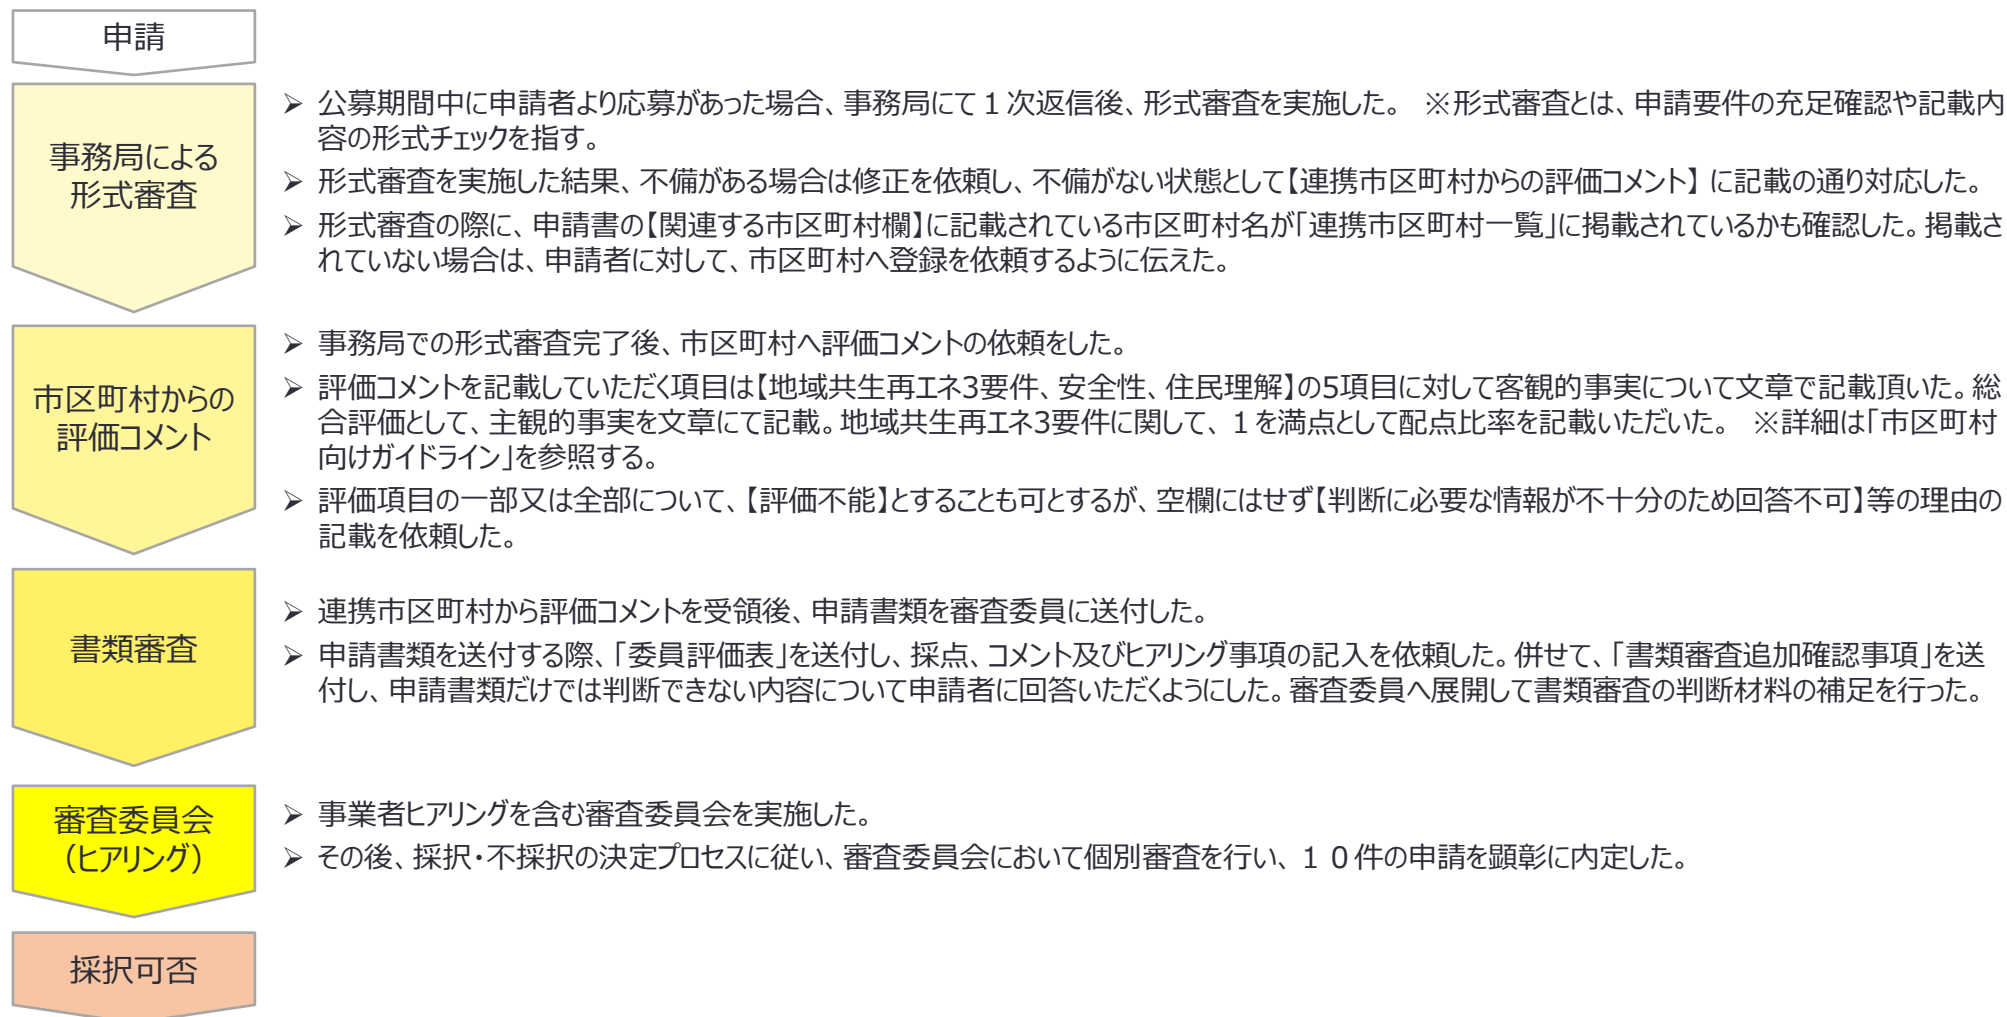 申請
事務局による
形式審査
➢ 公募期間中に申請者より応募があった場合、事務局にて１次返信後、形式審査を実施した。 ※形式審査とは、申請要件の充足確認や記載内
容の形式チェックを指す。
➢ 形式審査を実施した結果、不備がある場合は修正を依頼し、不備がない状態として【連携市区町村からの評価コメント】に記載の通り対応した。
➢ 形式審査の際に、申請書の【関連する市区町村欄】に記載されている市区町村名が「連携市区町村一覧」に掲載されているかも確認した。掲載さ
れていない場合は、申請者に対して、市区町村へ登録を依頼するように伝えた。
市区町村からの
評価コメント
➢ 事務局での形式審査完了後、市区町村へ評価コメントの依頼をした。
➢ 評価コメントを記載していただく項目は【地域共生再エネ3要件、安全性、住民理解】の5項目に対して客観的事実について文章で記載頂いた。総
合評価として、主観的事実を文章にて記載。地域共生再エネ3要件に関して、１を満点として配点比率を記載いただいた。 ※詳細は「市区町村
向けガイドライン」を参照する。
➢ 評価項目の一部又は全部について、【評価不能】とすることも可とするが、空欄にはせず【判断に必要な情報が不十分のため回答不可】等の理由の
記載を依頼した。
書類審査
➢ 連携市区町村から評価コメントを受領後、申請書類を審査委員に送付した。
➢ 申請書類を送付する際、「委員評価表」を送付し、採点、コメント及びヒアリング事項の記入を依頼した。併せて、「書類審査追加確認事項」を送
付し、申請書類だけでは判断できない内容について申請者に回答いただくようにした。審査委員へ展開して書類審査の判断材料の補足を行った。
審査委員会
（ヒアリング）
➢ 事業者ヒアリングを含む審査委員会を実施した。
➢ その後、採択・不採択の決定プロセスに従い、審査委員会において個別審査を行い、１０件の申請を顕彰に内定した。
採択可否